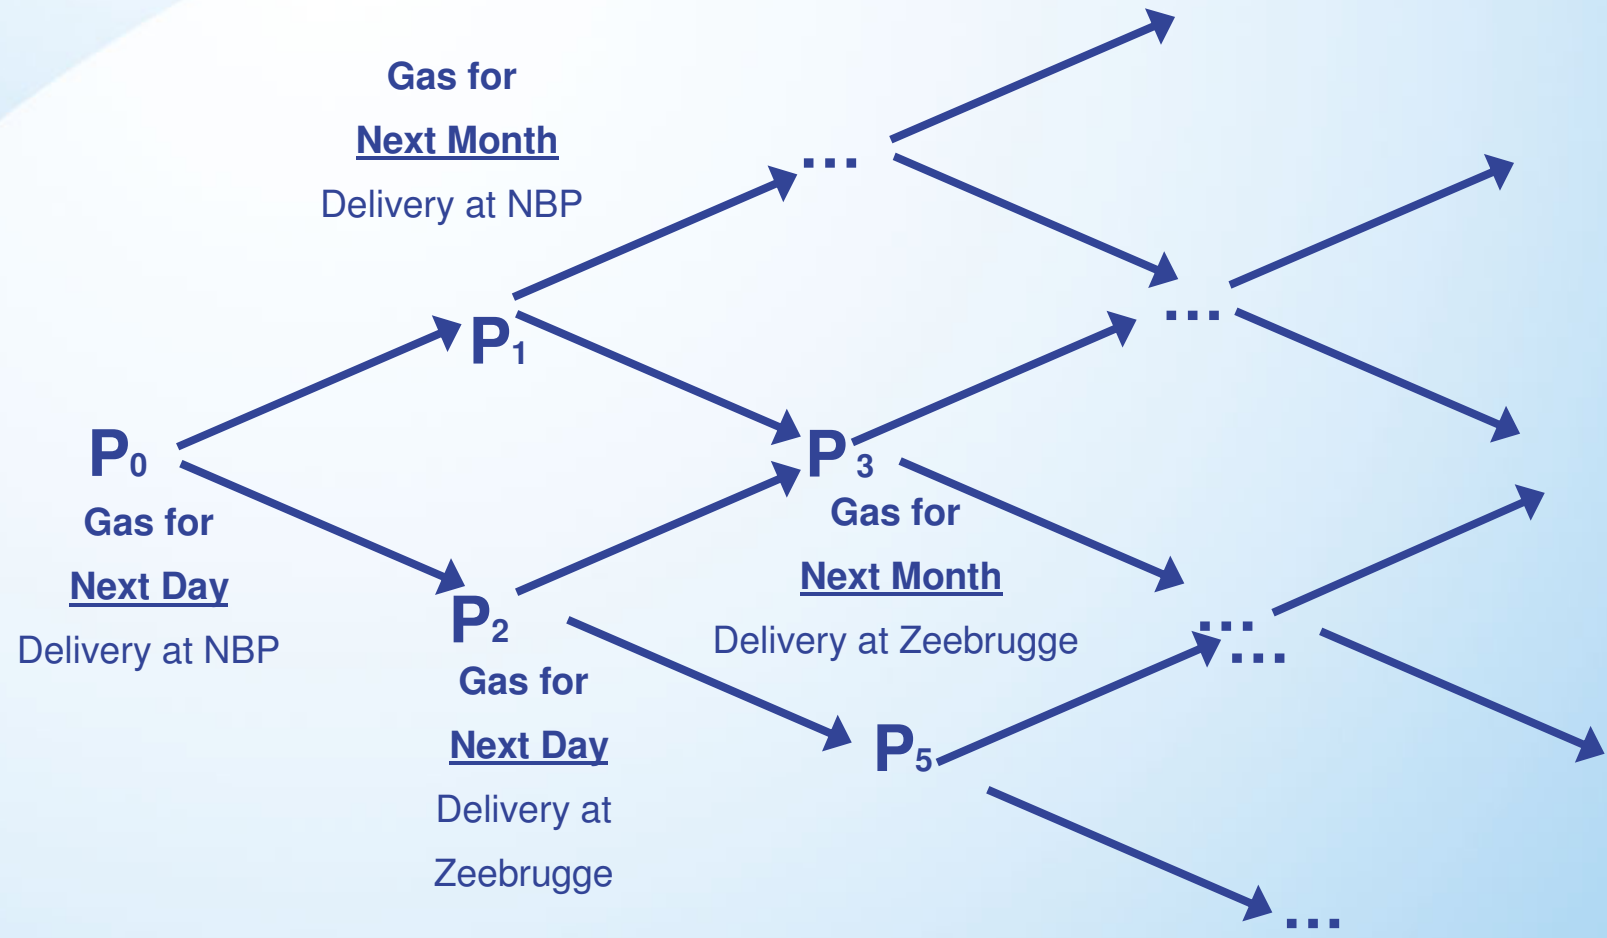 Gas for
Next Month
Delivery at NBP
...
P1
...
P0
Gas for
Next Day
Delivery at NBP
P3
Gas for
Next Month
Delivery at Zeebrugge
P2
Gas for
Next Day
Delivery at
Zeebrugge
...
...
P5
...